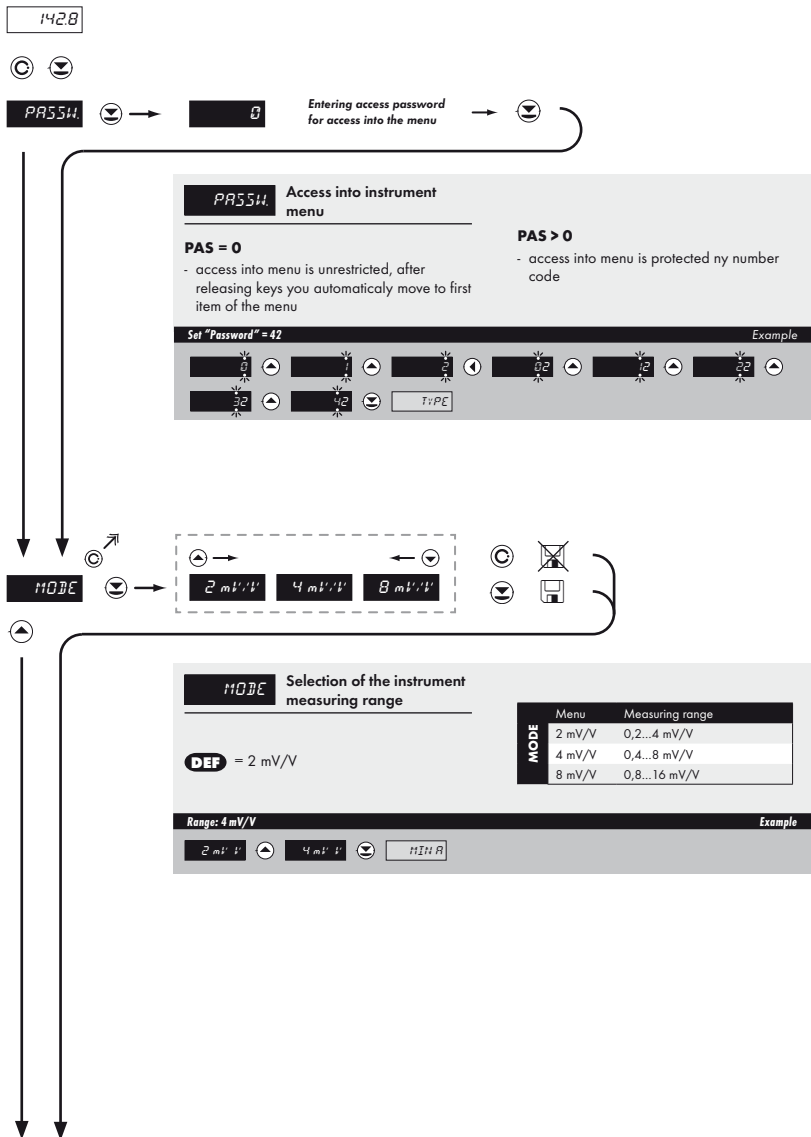 142.8
PASSW.
0
Entering access password
for access into the menu
PASSW.
Access into instrument
menu
PAS = 0
- access into menu is unrestricted, after
releasing keys you automaticaly move to first
item of the menu
PAS > 0
- access into menu is protected ny number
code
Set "Password" = 42
Example
0
1
2
02
12
22
32
42
TYPE
MODE
2 mV/V
4 mV/V
8 mV/V
MODE
Selection of the instrument
measuring range
DEF = 2 mV/V
MODE
Menu Measuring range
2 mV/V 0,2...4 mV/V
4 mV/V 0,4...8 mV/V
8 mV/V 0,8...16 mV/V
Range: 4 mV/V
Example
2 mV V
4 mV V
MIN A